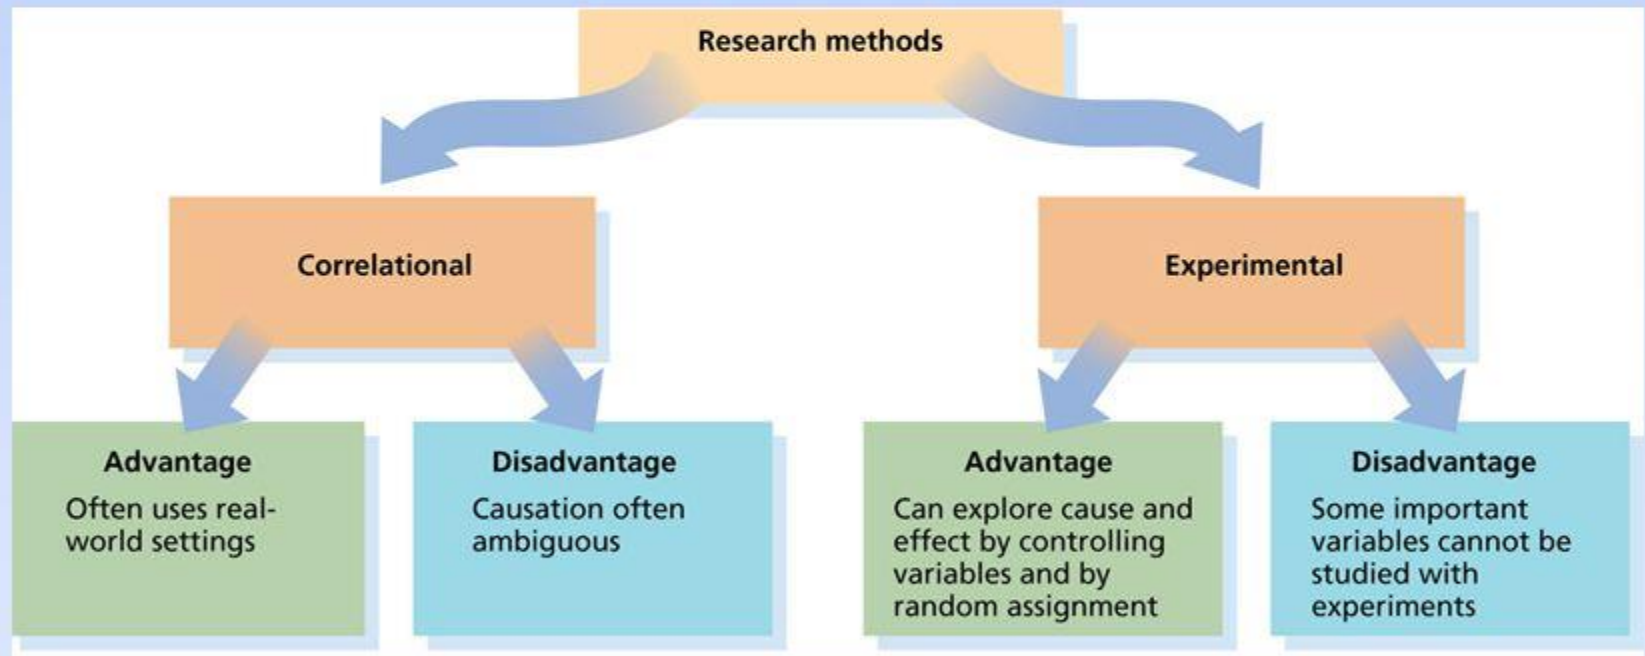 Research methods
Correlational
Experimental
Advantage
Often uses real-
world settings
Disadvantage
Causation often
ambiguous
Advantage
Can explore cause and
effect by controlling
variables and by
random assignment
Disadvantage
Some important
variables cannot be
studied with
experiments